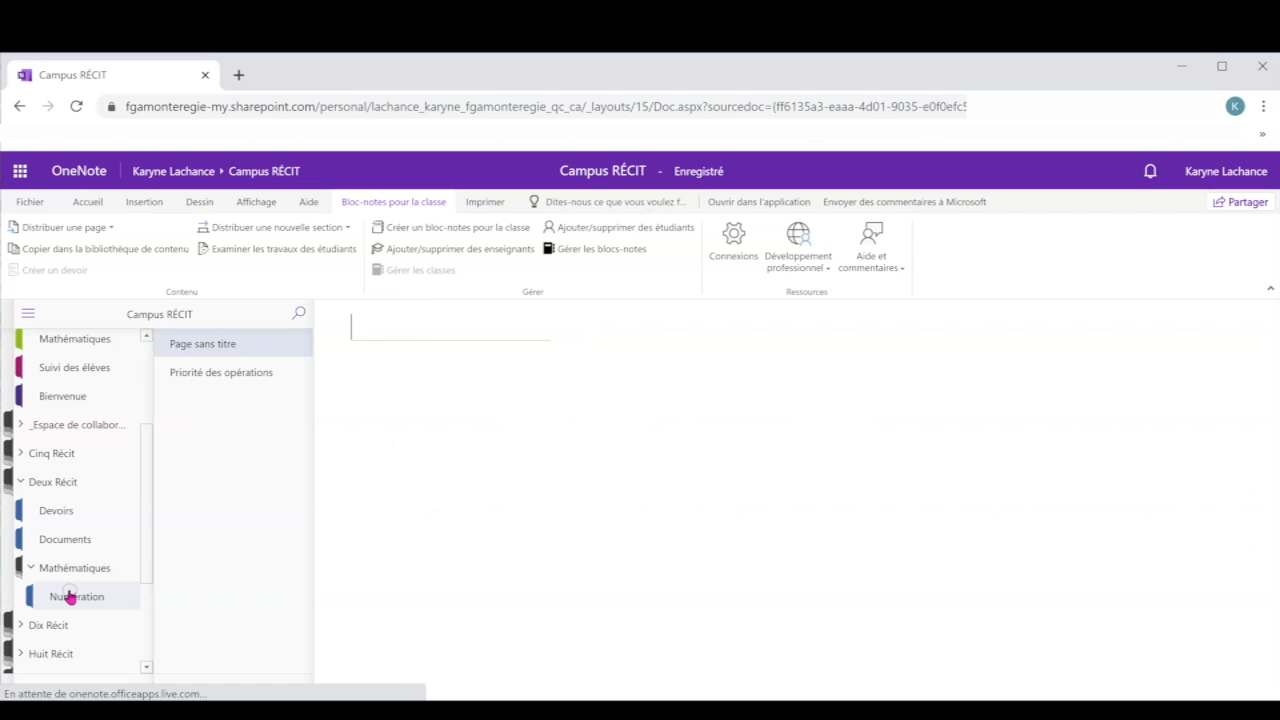 Campus RÉCIT
fgamonteregie-my.sharepoint.com/personal/lachance_karyne_fgamonteregie_qc_ca/_layouts/15/Doc.aspx?sourcedoc={ff6135a3-eaaa-4d01-9035-e0f0efc5
K
»
OneNote Karyne Lachance Campus RÉCIT Campus RÉCIT - Enregistré Karyne Lachance
Fichier Accueil Insertion Dessin Affichage Aide Bloc-notes pour la classe Imprimer Dites-nous ce que vous voulez f... Ouvrir dans l'application Envoyer des commentaires à Microsoft Partager
Distribuer une page Distribuer une nouvelle section Créer un bloc-notes pour la classe Ajouter/supprimer des étudiants
Copier dans la bibliothèque de contenu Examiner les travaux des étudiants Ajouter/supprimer des enseignants Gérer les blocs-notes
Créer un devoir Gérer les classes
Connexions Développement professionnel Aide et commentaires
Contenu Gérer Ressources
Campus RÉCIT
Mathématiques
Suivi des élèves
Bienvenue
_Espace de collabor...
Cinq Récit
Deux Récit
Devoirs
Documents
Mathématiques
Dix Récit
Huit Récit
Page sans titre
Priorité des opérations
En attente de onenote.officeapps.live.com...